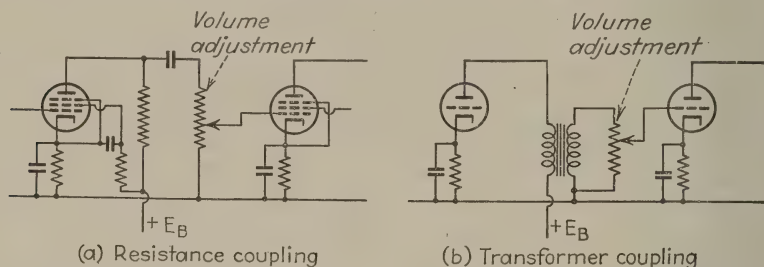 Volume
adjustment
+ E_B
(a) Resistance coupling
Volume
adjustment
+E_B
(b) Transformer coupling